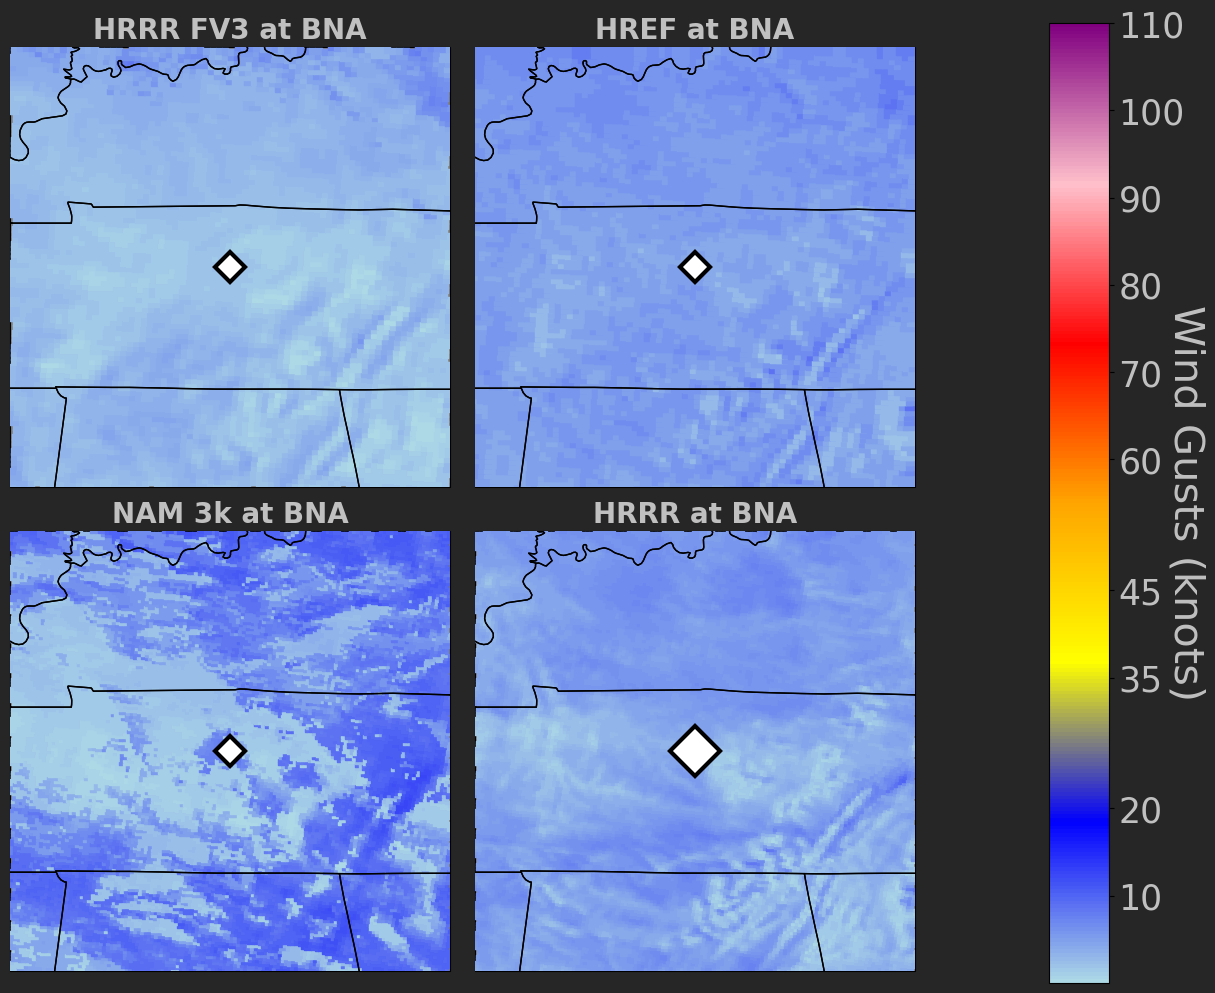 HRRR FV3 at BNA
HREF at BNA
NAM 3k at BNA
HRRR at BNA
110
100
90
80
70
60
45
35
20
10
Wind Gusts (knots)